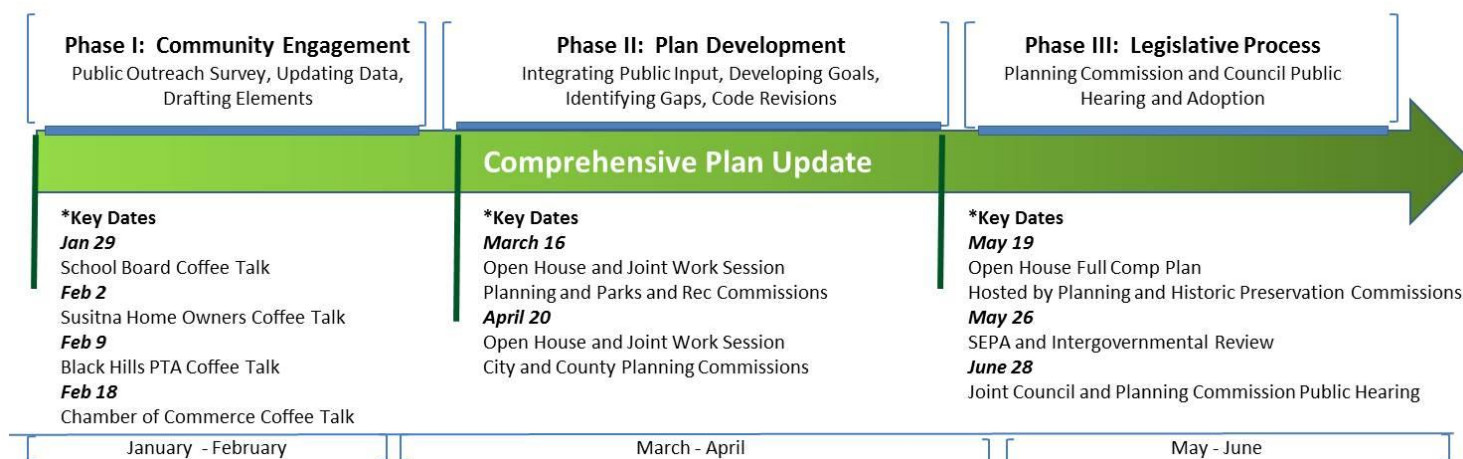 Phase I: Community Engagement
Public Outreach Survey, Updating Data,
Drafting Elements
Phase II: Plan Development
Integrating Public Input, Developing Goals,
Identifying Gaps, Code Revisions
Phase III: Legislative Process
Planning Commission and Council Public
Hearing and Adoption
Comprehensive Plan Update
*Key Dates
Jan 29
School Board Coffee Talk
Feb 2
Susitna Home Owners Coffee Talk
Feb 9
Black Hills PTA Coffee Talk
Feb 18
Chamber of Commerce Coffee Talk
*Key Dates
March 16
Open House and Joint Work Session
Planning and Parks and Rec Commissions
April 20
Open House and Joint Work Session
City and County Planning Commissions
*Key Dates
May 19
Open House Full Comp Plan
Hosted by Planning and Historic Preservation Commissions
May 26
SEPA and Intergovernmental Review
June 28
Joint Council and Planning Commission Public Hearing
January - February
March - April
May - June